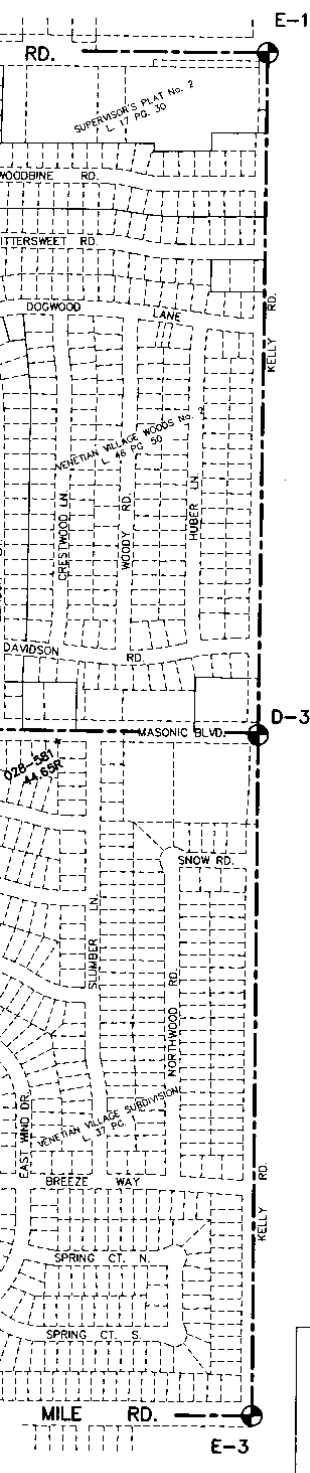 E-1
RD.
SUPERVISOR'S PLAT No. 2
L. 17 PG. 30
WOODBINE RD.
ITTERSWEET RD.
DOGWOOD LANE
KELLY RD.
VENETIAN VILLAGE WOODS No. 2
L. 46 PG. 50
CRESTWOOD LN.
WOODY RD.
HUBER LN.
DAVIDSON RD.
D-3
MASONIC BLVD.
028-581
44.65R
SNOW RD.
SLUMBER LN.
NORTHWOOD RD.
EAST WIND DR.
VENETIAN VILLAGE SUBDIVISION
L. 37 PG.
BREEZE WAY
KELLY RD.
SPRING CT. N.
SPRING CT. S.
MILE RD.
E-3